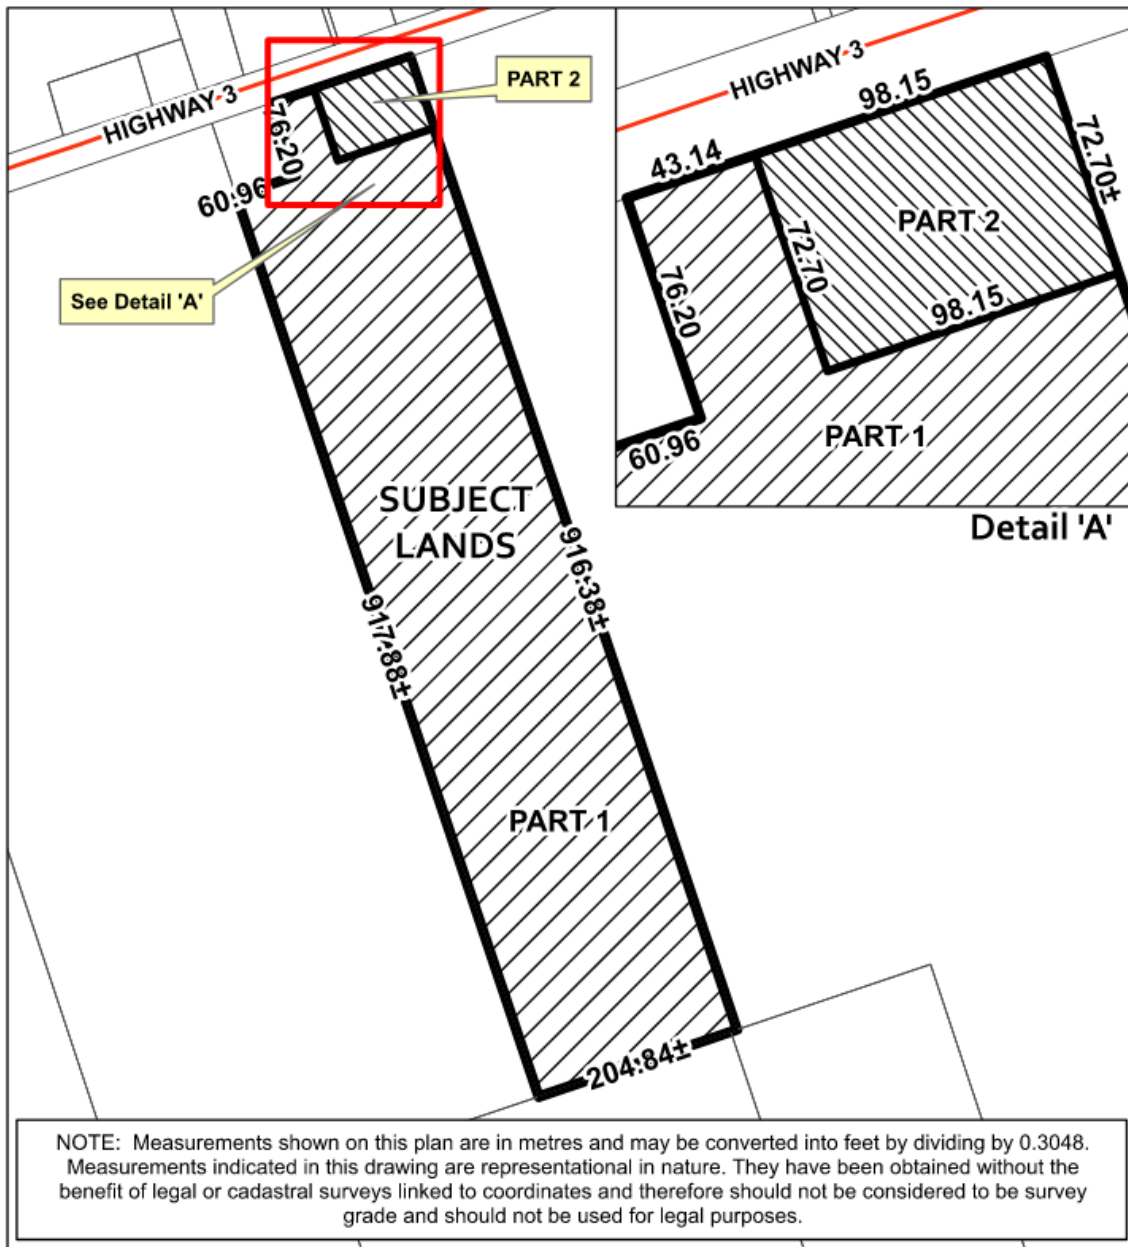 HIGHWAY 3
PART 2
76.20
60.96
See Detail 'A'
SUBJECT
LANDS
916.38±
917.88±
PART 1
204.84±
HIGHWAY 3
98.15
43.14
72.70±
PART 2
72.70
76.20
98.15
PART 1
60.96
Detail 'A'
NOTE: Measurements shown on this plan are in metres and may be converted into feet by dividing by 0.3048.
Measurements indicated in this drawing are representational in nature. They have been obtained without the
benefit of legal or cadastral surveys linked to coordinates and therefore should not be considered to be survey
grade and should not be used for legal purposes.